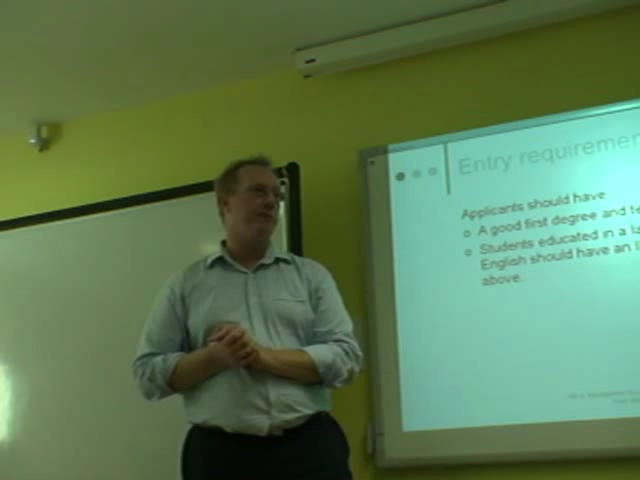 Entry requiremen
Applicants should have
A good first degree and te
Students educated in a la
English should have an I
above.